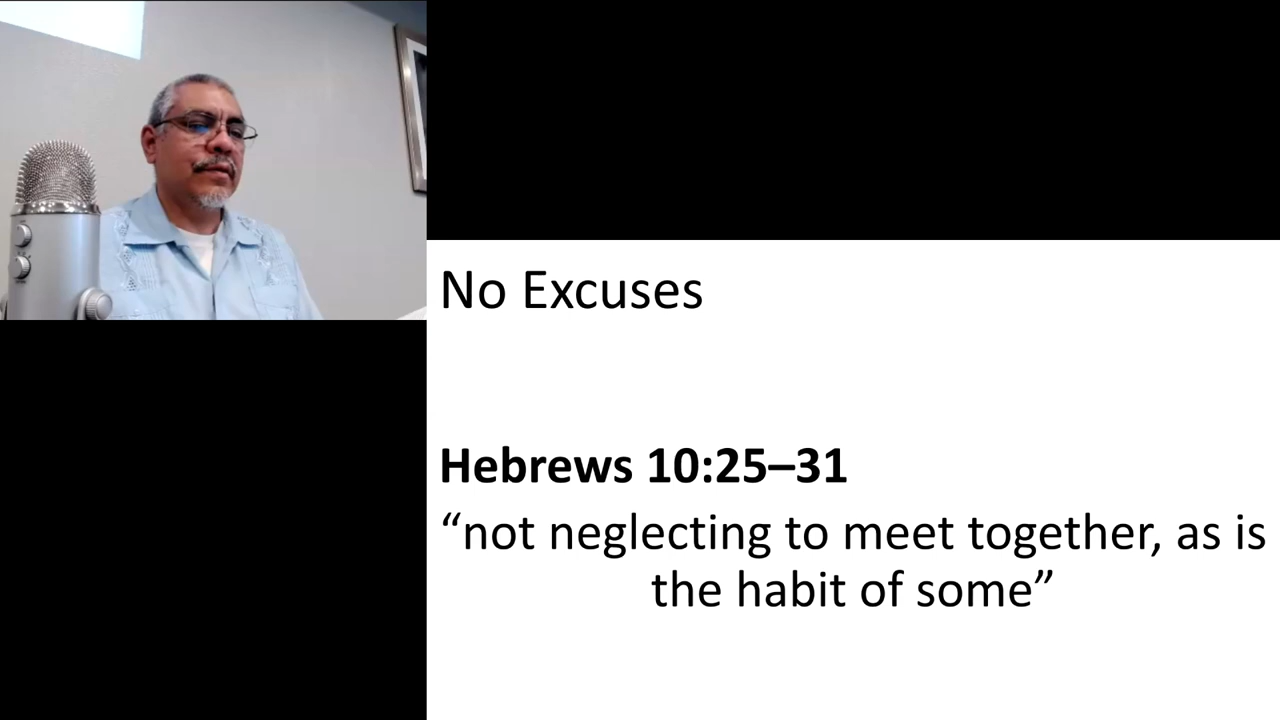 No Excuses
Hebrews 10:25–31
“not neglecting to meet together, as is
the habit of some”